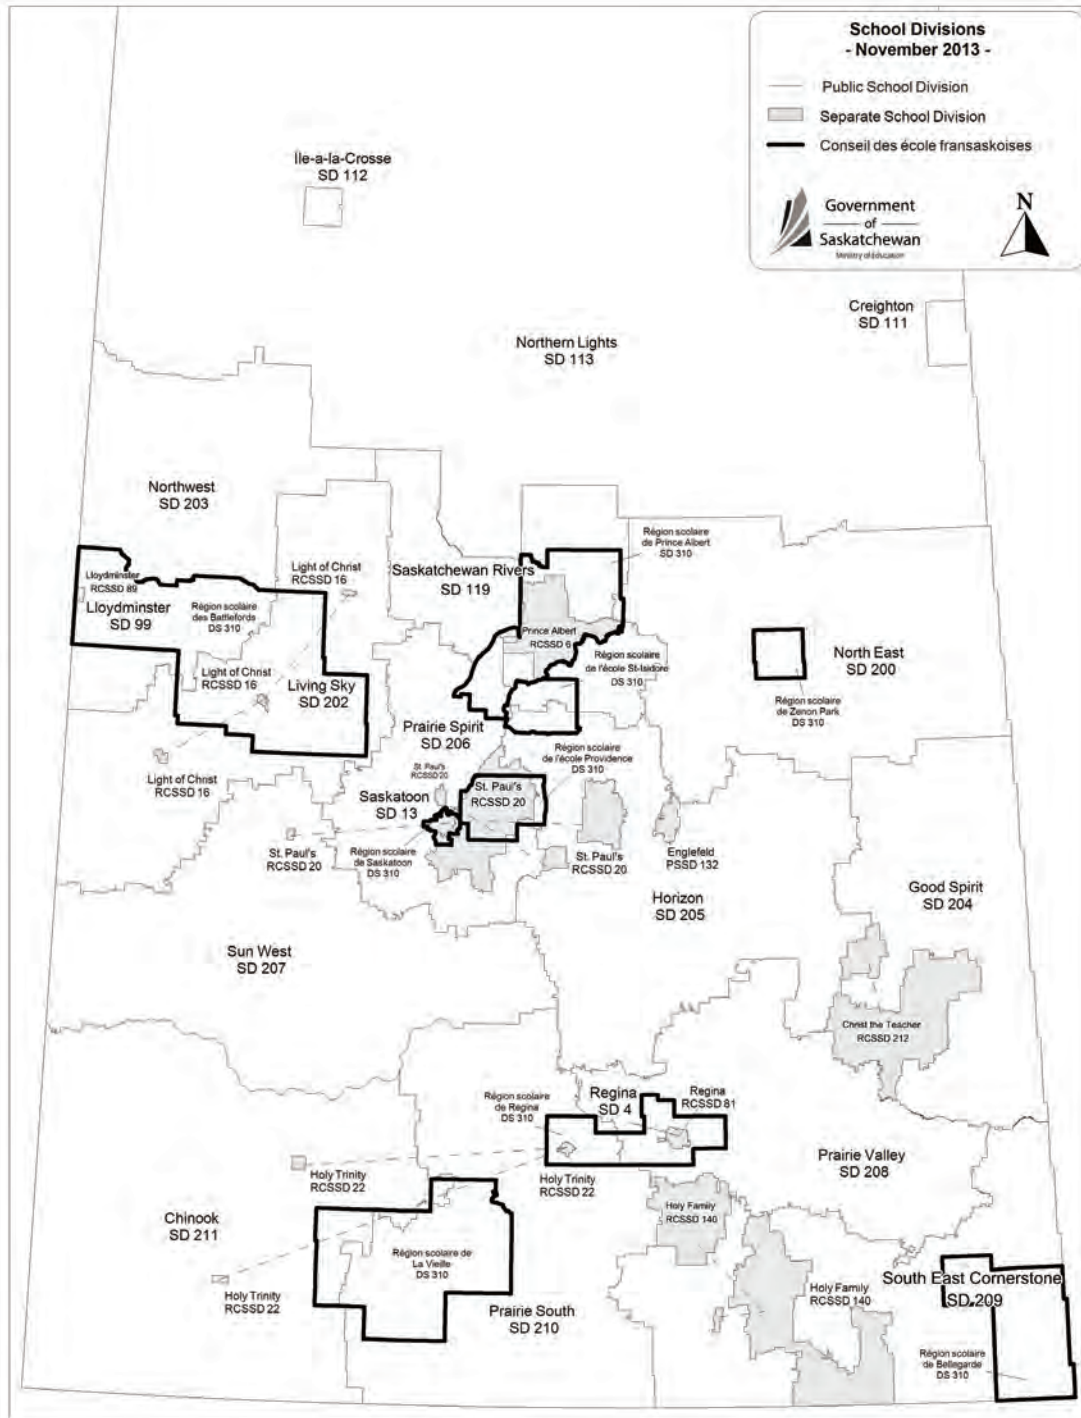 School Divisions
- November 2013 -
Public School Division
Separate School Division
Conseil des école fransaskoises
Government
of
Saskatchewan
Ministry of Education
N
Île-a-la-Crosse
SD 112
Creighton
SD 111
Northern Lights
SD 113
Northwest
SD 203
Région scolaire
de Prince Albert
SD 310
Light of Christ
RCSSD 16
Saskatchewan Rivers
SD 119
Lloydminster
RCSSD 89
Lloydminster
SD 99
Région scolaire
des Battlefords
DS 310
Prince Albert
RCSSD 6
Région scolaire
de l'école St-Isidore
DS 310
North East
SD 200
Light of Christ
RCSSD 16
Living Sky
SD 202
Région scolaire
de Zenon Park
DS 310
Prairie Spirit
SD 206
Région scolaire
de l'école Providence
DS 310
Light of Christ
RCSSD 16
St. Paul's
RCSSD 20
St. Paul's
RCSSD 20
Saskatoon
SD 13
St. Paul's
RCSSD 20
Région scolaire
de Saskatoon
DS 310
St. Paul's
RCSSD 20
Englefeld
PSSD 132
Horizon
SD 205
Good Spirit
SD 204
Sun West
SD 207
Christ the Teacher
RCSSD 212
Région scolaire
de Regina
DS 310
Regina
SD 4
Regina
RCSSD 81
Prairie Valley
SD 208
Holy Trinity
RCSSD 22
Holy Trinity
RCSSD 22
Holy Family
RCSSD 140
Chinook
SD 211
Région scolaire de
La Vieille
DS 310
Holy Trinity
RCSSD 22
Prairie South
SD 210
Holy Family
RCSSD 140
South East Cornerstone
SD 209
Région scolaire
de Bellegarde
DS 310